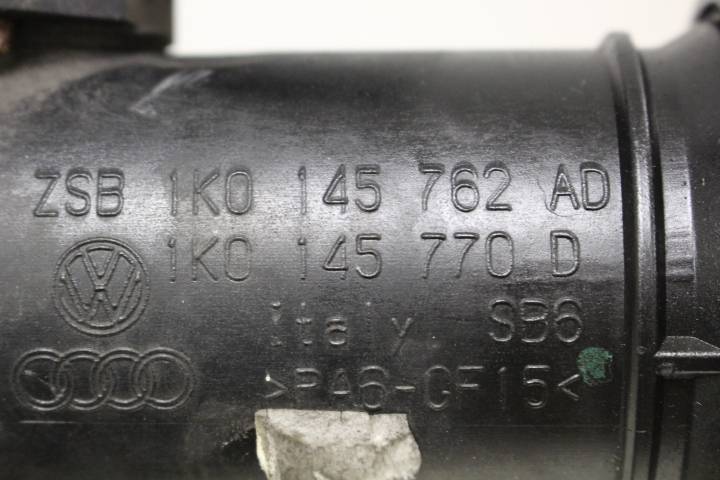 ZSB 1K0 145 762 AD
1K0 145 770 D
Italy SB6
>PA6-GF15<